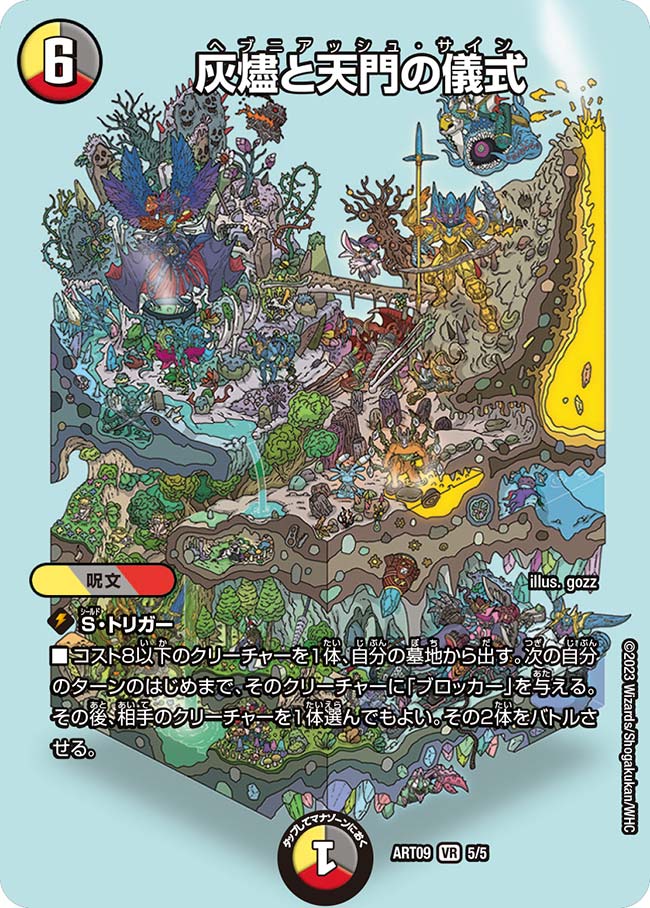 6
ヘブニアッシュ・サイン
灰燼と天門の儀式
illus. gozz
呪文
シールド
S・トリガー
■コスト8以下のクリーチャーを1体、自分の墓地から出す。次の自分
のターンのはじめまで、そのクリーチャーに「ブロッカー」を与える。
その後、相手のクリーチャーを1体選んでもよい。その2体をバトルさ
せる。
©2023 Wizards/Shogakukan/WHC
タップしてマナゾーンにおく
1
ART09 VR 5/5